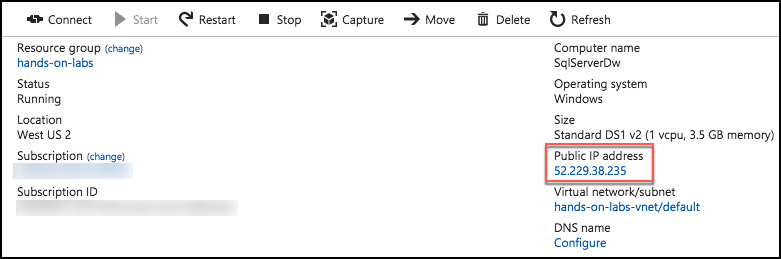 Connect Start Restart Stop Capture Move Delete Refresh
Resource group (change)
hands-on-labs
Status
Running
Location
West US 2
Subscription (change)
Subscription ID
Computer name
SqlServerDw
Operating system
Windows
Size
Standard DS1 v2 (1 vcpu, 3.5 GB memory)
Public IP address
52.229.38.235
Virtual network/subnet
hands-on-labs-vnet/default
DNS name
Configure